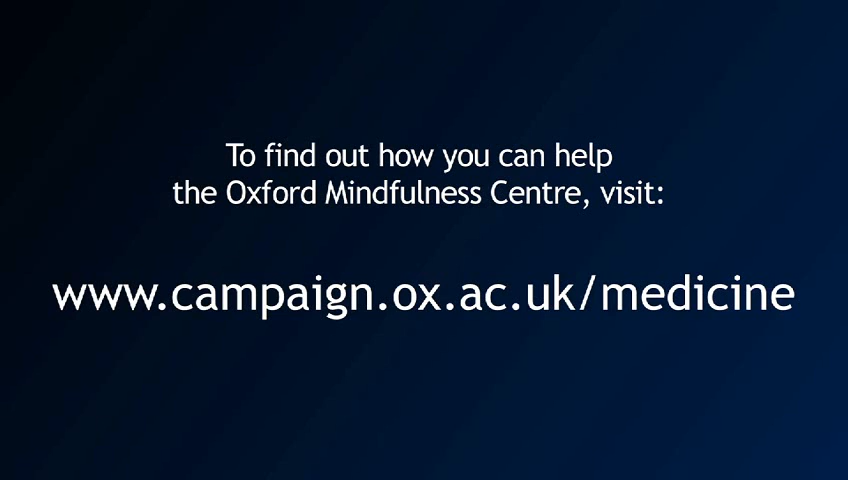 To find out how you can help
the Oxford Mindfulness Centre, visit:
www.campaign.ox.ac.uk/medicine